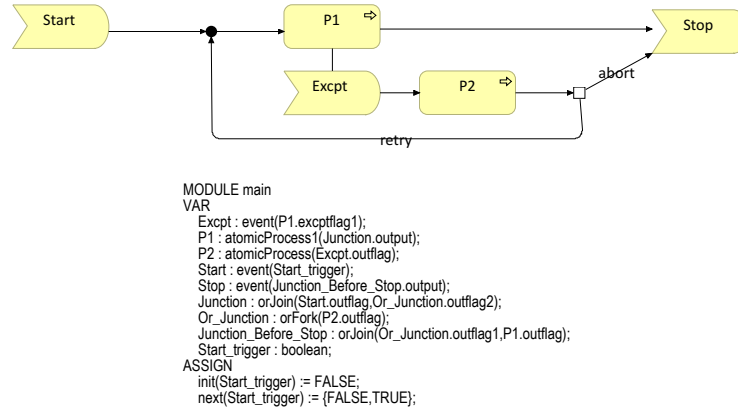 Start
P1
Stop
Excpt
P2
abort
retry
MODULE main
VAR
Excpt : event(P1.excptflag1);
P1 : atomicProcess1(Junction.output);
P2 : atomicProcess(Excpt.outflag);
Start : event(Start_trigger);
Stop : event(Junction_Before_Stop.output);
Junction : orJoin(Start.outflag,Or_Junction.outflag2);
Or_Junction : orFork(P2.outflag);
Junction_Before_Stop : orJoin(Or_Junction.outflag1,P1.outflag);
Start_trigger : boolean;
ASSIGN
init(Start_trigger) := FALSE;
next(Start_trigger) := {FALSE,TRUE};